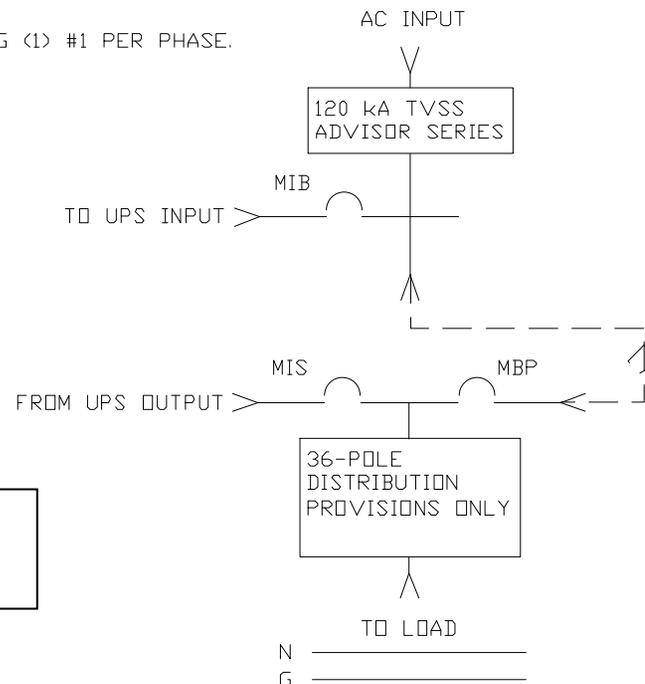 AC INPUT
(1) #1 PER PHASE.
120 kA TVSS
ADVISOR SERIES
MIB
TO UPS INPUT
MIS
MBP
FROM UPS OUTPUT
36-POLE
DISTRIBUTION
PROVISIONS ONLY
TO LOAD
N
G